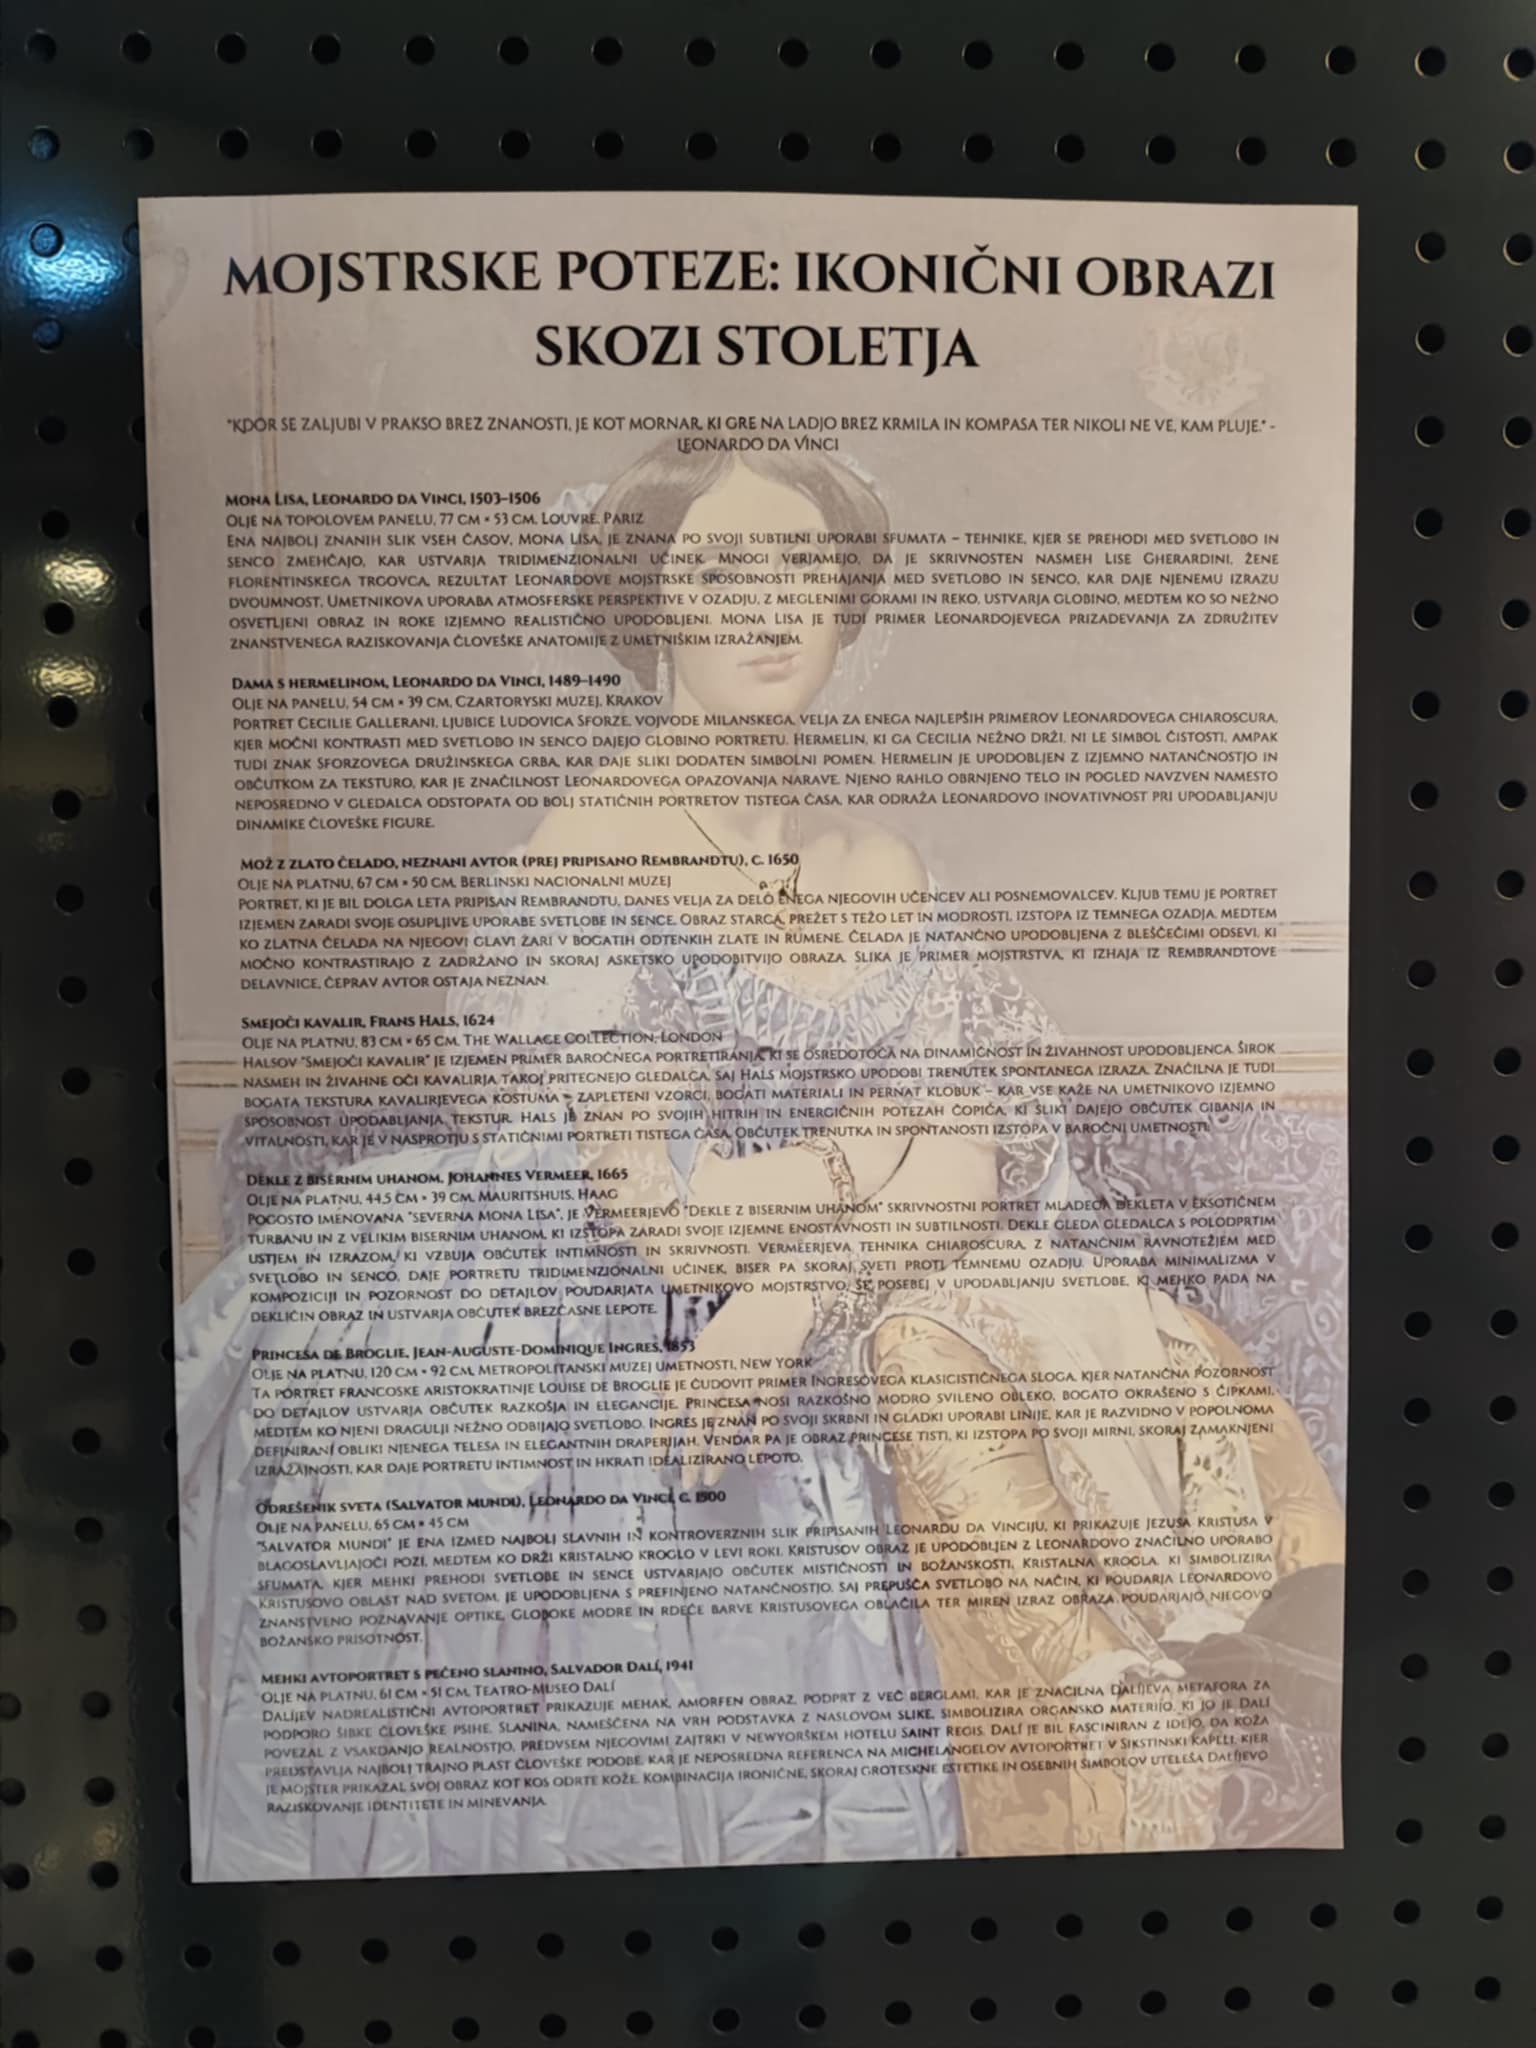 MOJSTRSKE POTEZE: IKONIČNI OBRAZI
SKOZI STOLETJA
"KDOR SE ZALJUBI V PRAKSO BREZ ZNANOSTI, JE KOT MORNAR, KI GRE NA LADJO BREZ KRMILA IN KOMPASA TER NIKOLI NE VE, KAM PLUJE." -
LEONARDO DA VINCI
MONA LISA, LEONARDO DA VINCI, 1503–1506
OLJE NA TOPOLOVEM PANELU, 77 CM × 53 CM, LOUVRE, PARIZ
ENA NAJBOLJ ZNANIH SLIK VSEH ČASOV, MONA LISA, JE ZNANA PO SVOJI SUBTILNI UPORABI SFUMATA – TEHNIKE, KJER SE PREHODI MED SVETLOBO IN
SENCO ZMEHČAJO, KAR USTVARJA TRIDIMENZIONALNI UČINEK. MNOGI VERJAMEJO, DA JE SKRIVNOSTEN NASMEH LISE GHERARDINI, ŽENE
FLORENTINSKEGA TRGOVCA, REZULTAT LEONARDOVE MOJSTRSKE SPOSOBNOSTI PREHAJANJA MED SVETLOBO IN SENCO, KAR DAJE NJENEMU IZRAZU
DVOUMNOST. UMETNIKOVA UPORABA ATMOSFERSKE PERSPEKTIVE V OZADJU, Z MEGLENIMI GORAMI IN REKO, USTVARJA GLOBINO, MEDTEM KO SO NEŽNO
OSVETLJENI OBRAZ IN ROKE IZJEMNO REALISTIČNO UPODOBLJENI. MONA LISA JE TUDI PRIMER LEONARDOJEVEGA PRIZADEVANJA ZA ZDRUŽITEV
ZNANSTVENEGA RAZISKOVANJA ČLOVEŠKE ANATOMIJE Z UMETNIŠKIM IZRAŽANJEM.
DAMA S HERMELINOM, LEONARDO DA VINCI, 1489–1490
OLJE NA PANELU, 54 CM × 39 CM, CZARTORYSKI MUZEJ, KRAKOV
PORTRET CECILIE GALLERANI, LJUBICE LUDOVICA SFORZE, VOJVODE MILANSKEGA, VELJA ZA ENEGA NAJLEPŠIH PRIMEROV LEONARDOVEGA CHIAROSCURA,
KJER MOČNI KONTRASTI MED SVETLOBO IN SENCO DAJEJO GLOBINO PORTRETU. HERMELIN, KI GA CECILIA NEŽNO DRŽI, NI LE SIMBOL ČISTOSTI, AMPAK
TUDI ZNAK SFORZOVEGA DRUŽINSKEGA GRBA, KAR DAJE SLIKI DODATEN SIMBOLNI POMEN. HERMELIN JE UPODOBLJEN Z IZJEMNO NATANČNOSTJO IN
OBČUTKOM ZA TEKSTURO, KAR JE ZNAČILNOST LEONARDOVEGA OPAZOVANJA NARAVE. NJENO RAHLO OBRNJENO TELO IN POGLED NAVZVEN NAMESTO
NEPOSREDNO V GLEDALCA ODSTOPATA OD BOLJ STATIČNIH PORTRETOV TISTEGA ČASA, KAR ODRAŽA LEONARDOVO INOVATIVNOST PRI UPODABLJANJU
DINAMIKE ČLOVEŠKE FIGURE.
MOŽ Z ZLATO ČELADO, NEZNANI AVTOR (PREJ PRIPISANO REMBRANDTU), C. 1650
OLJE NA PLATNU, 67 CM × 50 CM, BERLINSKI NACIONALNI MUZEJ
PORTRET, KI JE BIL DOLGA LETA PRIPISAN REMBRANDTU, DANES VELJA ZA DELO ENEGA NJEGOVIH UČENCEV ALI POSNEMOVALCEV. KLJUB TEMU JE PORTRET
IZJEMEN ZARADI SVOJE OSUPLJIVE UPORABE SVETLOBE IN SENCE. OBRAZ STARCA, PREŽET S TEŽO LET IN MODROSTI, IZSTOPA IZ TEMNEGA OZADJA, MEDTEM
KO ZLATNA ČELADA NA NJEGOVI GLAVI ŽARI V BOGATIH ODTENKIH ZLATE IN RUMENE. ČELADA JE NATANČNO UPODOBLJENA Z BLEŠČEČIMI ODSEVI, KI
MOČNO KONTRASTIRAJO Z ZADRŽANO IN SKORAJ ASKETSKO UPODOBITVIJO OBRAZA. SLIKA JE PRIMER MOJSTRSTVA, KI IZHAJA IZ REMBRANDTOVE
DELAVNICE, ČEPRAV AVTOR OSTAJA NEZNAN.
SMEJOČI KAVALIR, FRANS HALS, 1624
OLJE NA PLATNU, 83 CM × 65 CM, THE WALLACE COLLECTION, LONDON
HALSOV "SMEJOČI KAVALIR" JE IZJEMEN PRIMER BAROČNEGA PORTRETIRANJA, KI SE OSREDOTOČA NA DINAMIČNOST IN ŽIVAHNOST UPODOBLJENCA. ŠIROK
NASMEH IN ŽIVAHNE OČI KAVALIRJA TAKOJ PRITEGNEJO GLEDALCA, SAJ HALS MOJSTRSKO UPODOBI TRENUTEK SPONTANEGA IZRAZA. ZNAČILNA JE TUDI
BOGATA TEKSTURA KAVALIRJEVEGA KOSTUMA – ZAPLETENI VZORCI, BOGATI MATERIALI IN PERNAT KLOBUK – KAR VSE KAŽE NA UMETNIKOVO IZJEMNO
SPOSOBNOST UPODABLJANJA TEKSTUR. HALS JE ZNAN PO SVOJIH HITRIH IN ENERGIČNIH POTEZAH ČOPIČA, KI SLIKI DAJEJO OBČUTEK GIBANJA IN
VITALNOSTI, KAR JE V NASPROTJU S STATIČNIMI PORTRETI TISTEGA ČASA. OBČUTEK TRENUTKA IN SPONTANOSTI IZSTOPA V BAROČNI UMETNOSTI.
DEKLE Z BISERNIM UHANOM, JOHANNES VERMEER, 1665
OLJE NA PLATNU, 44,5 CM × 39 CM, MAURITSHUIS, HAAG
POGOSTO IMENOVANA "SEVERNA MONA LISA", JE VERMEERJEVO "DEKLE Z BISERNIM UHANOM" SKRIVNOSTNI PORTRET MLADEGA DEKLETA V EKSOTIČNEM
TURBANU IN Z VELIKIM BISERNIM UHANOM, KI IZSTOPA ZARADI SVOJE IZJEMNE ENOSTAVNOSTI IN SUBTILNOSTI. DEKLE GLEDA GLEDALCA S POLODPRTIM
USTJEM IN IZRAZOM, KI VZBUJA OBČUTEK INTIMNOSTI IN SKRIVNOSTI. VERMEERJEVA TEHNIKA CHIAROSCURA, Z NATANČNIM RAVNOTEŽJEM MED
SVETLOBO IN SENCO, DAJE PORTRETU TRIDIMENZIONALNI UČINEK, BISER PA SKORAJ SVETI PROTI TEMNEMU OZADJU. UPORABA MINIMALIZMA V
KOMPOZICIJI IN POZORNOST DO DETAJLOV POUDARJATA UMETNIKOVO MOJSTRSTVO, ŠE POSEBEJ V UPODABLJANJU SVETLOBE, KI MEHKO PADA NA
DEKLIČIN OBRAZ IN USTVARJA OBČUTEK BREZČASNE LEPOTE.
PRINCESA DE BROGLIE, JEAN-AUGUSTE-DOMINIQUE INGRES, 1853
OLJE NA PLATNU, 120 CM × 92 CM, METROPOLITANSKI MUZEJ UMETNOSTI, NEW YORK
TA PORTRET FRANCOSKE ARISTOKRATINJE LOUISE DE BROGLIE JE ČUDOVIT PRIMER INGRESOVEGA KLASICISTIČNEGA SLOGA, KJER NATANČNA POZORNOST
DO DETAJLOV USTVARJA OBČUTEK RAZKOŠJA IN ELEGANCIJE. PRINCESA NOSI RAZKOŠNO MODRO SVILENO OBLEKO, BOGATO OKRAŠENO S ČIPKAMI,
MEDTEM KO NJENI DRAGULJI NEŽNO ODBIJAJO SVETLOBO. INGRES JE ZNAN PO SVOJI SKRBNI IN GLADKI UPORABI LINIJE, KAR JE RAZVIDNO V POPOLNOMA
DEFINIRANI OBLIKI NJENEGA TELESA IN ELEGANTNIH DRAPERIJAH. VENDAR PA JE OBRAZ PRINCESE TISTI, KI IZSTOPA PO SVOJI MIRNI, SKORAJ ZAMAKNJENI
IZRAZAJNOSTI, KAR DAJE PORTRETU INTIMNOST IN HKRATI IDEALIZIRANO LEPOTO.
ODREŠENIK SVETA (SALVATOR MUNDI), LEONARDO DA VINCI, C. 1500
OLJE NA PANELU, 65 CM × 45 CM
"SALVATOR MUNDI" JE ENA IZMED NAJBOLJ SLAVNIH IN KONTROVERZNIH SLIK PRIPISANIH LEONARDU DA VINCIJU, KI PRIKAZUJE JEZUSA KRISTUSA V
BLAGOSLAVLJAJOČI POZI, MEDTEM KO DRŽI KRISTALNO KROGLO V LEVI ROKI. KRISTUSOV OBRAZ JE UPODOBLJEN Z LEONARDOVO ZNAČILNO UPORABO
SFUMATA, KJER MEHKI PREHODI SVETLOBE IN SENCE USTVARJAJO OBČUTEK MISTIČNOSTI IN BOŽANSKOSTI. KRISTALNA KROGLA, KI SIMBOLIZIRA
KRISTUSOVO OBLAST NAD SVETOM, JE UPODOBLJENA S PREFINJENO NATANČNOSTJO, SAJ PREPUŠČA SVETLOBO NA NAČIN, KI POUDARJA LEONARDOVO
ZNANSTVENO POZNAVANJE OPTIKE. GLOBOKE MODRE IN RDEČE BARVE KRISTUSOVEGA OBLAČILA TER MIREN IZRAZ OBRAZA POUDARJAJO NJEGOVO
BOŽANSKO PRISOTNOST.
MEHKI AVTOPORTRET S PEČENO SLANINO, SALVADOR DALÍ, 1941
OLJE NA PLATNU, 61 CM × 51 CM, TEATRO-MUSEO DALÍ
DALÍJEV NADREALISTIČNI AVTOPORTRET PRIKAZUJE MEHAK, AMORFEN OBRAZ, PODPRT Z VEČ BERGLAMI, KAR JE ZNAČILNA DALÍJEVA METAFORA ZA
PODPORO ŠIBKE ČLOVEŠKE PSIHE. SLANINA, NAMEŠČENA NA VRH PODSTAVKA Z NASLOVOM SLIKE, SIMBOLIZIRA ORGANSKO MATERIJO, KI JO JE DALÍ
POVEZAL Z VSAKDANJO REALNOSTJO, PREDVSEM NJEGOVIMI ZAJTRKI V NEWYORŠKEM HOTELU SAINT REGIS. DALÍ JE BIL FASCINIRAN Z IDEJO, DA KOŽA
PREDSTAVLJA NAJBOLJ TRAJNO PLAST ČLOVEŠKE PODOBE, KAR JE NEPOSREDNA REFERENCA NA MICHELANGELOV AVTOPORTRET V SIKSTINSKI KAPELI, KJER
JE MOJSTER PRIKAZAL SVOJ OBRAZ KOT KOS ODRTE KOŽE. KOMBINACIJA IRONIČNE, SKORAJ GROTESKNE ESTETIKE IN OSEBNIH SIMBOLOV UTELEŠA DALÍJEVO
RAZISKOVANJE IDENTITETE IN MINEVANJA.